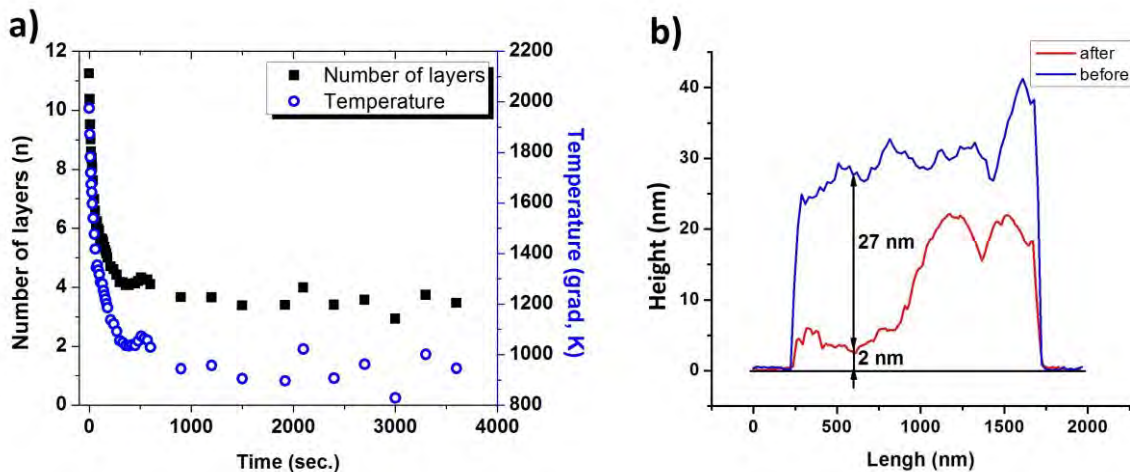 a)
12
10
8
6
4
2
0
Number of layers (n)
Number of layers
Temperature
2200
2000
1800
1600
1400
1200
1000
800
Temperature (grad, K)
0 1000 2000 3000 4000
Time (sec.)
b)
after
before
40
30
20
10
0
Height (nm)
27 nm
2 nm
0 500 1000 1500 2000
Lengh (nm)